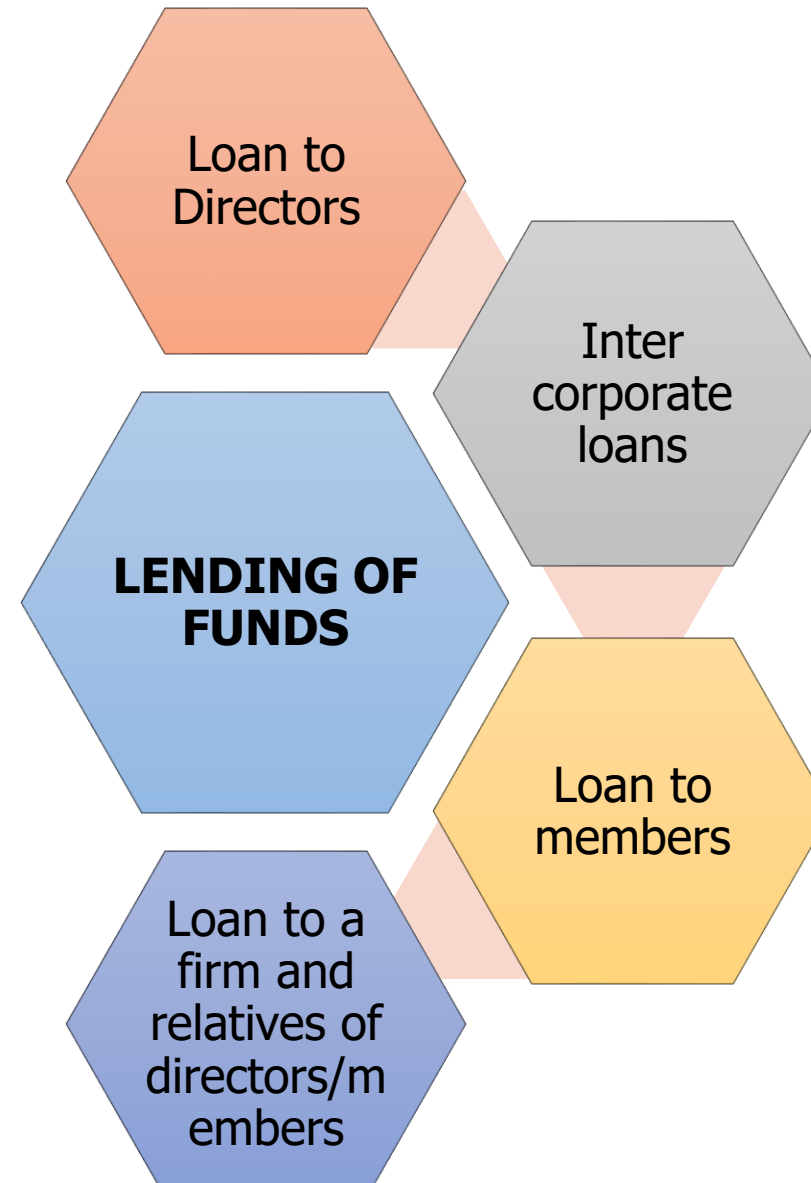 Loan to
Directors
Inter
corporate
loans
LENDING OF
FUNDS
Loan to
members
Loan to a
firm and
relatives of
directors/m
embers